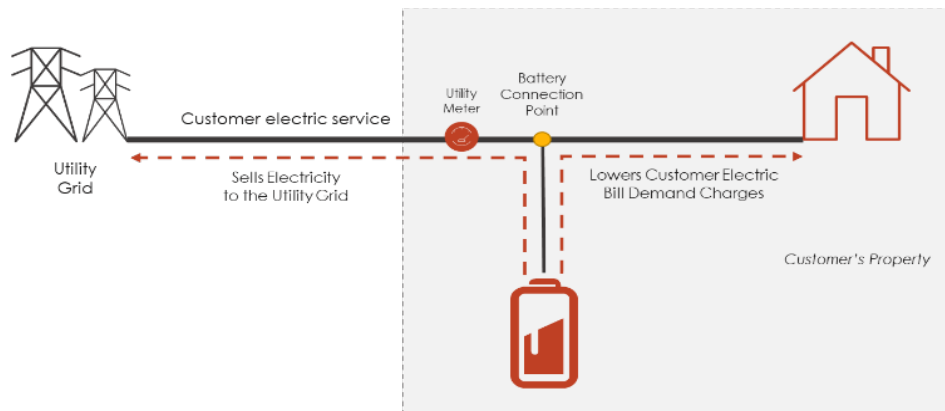 Utility
Grid
Customer electric service
Sells Electricity
to the Utility Grid
Utility
Meter
Battery
Connection
Point
Lowers Customer Electric
Bill Demand Charges
Customer's Property